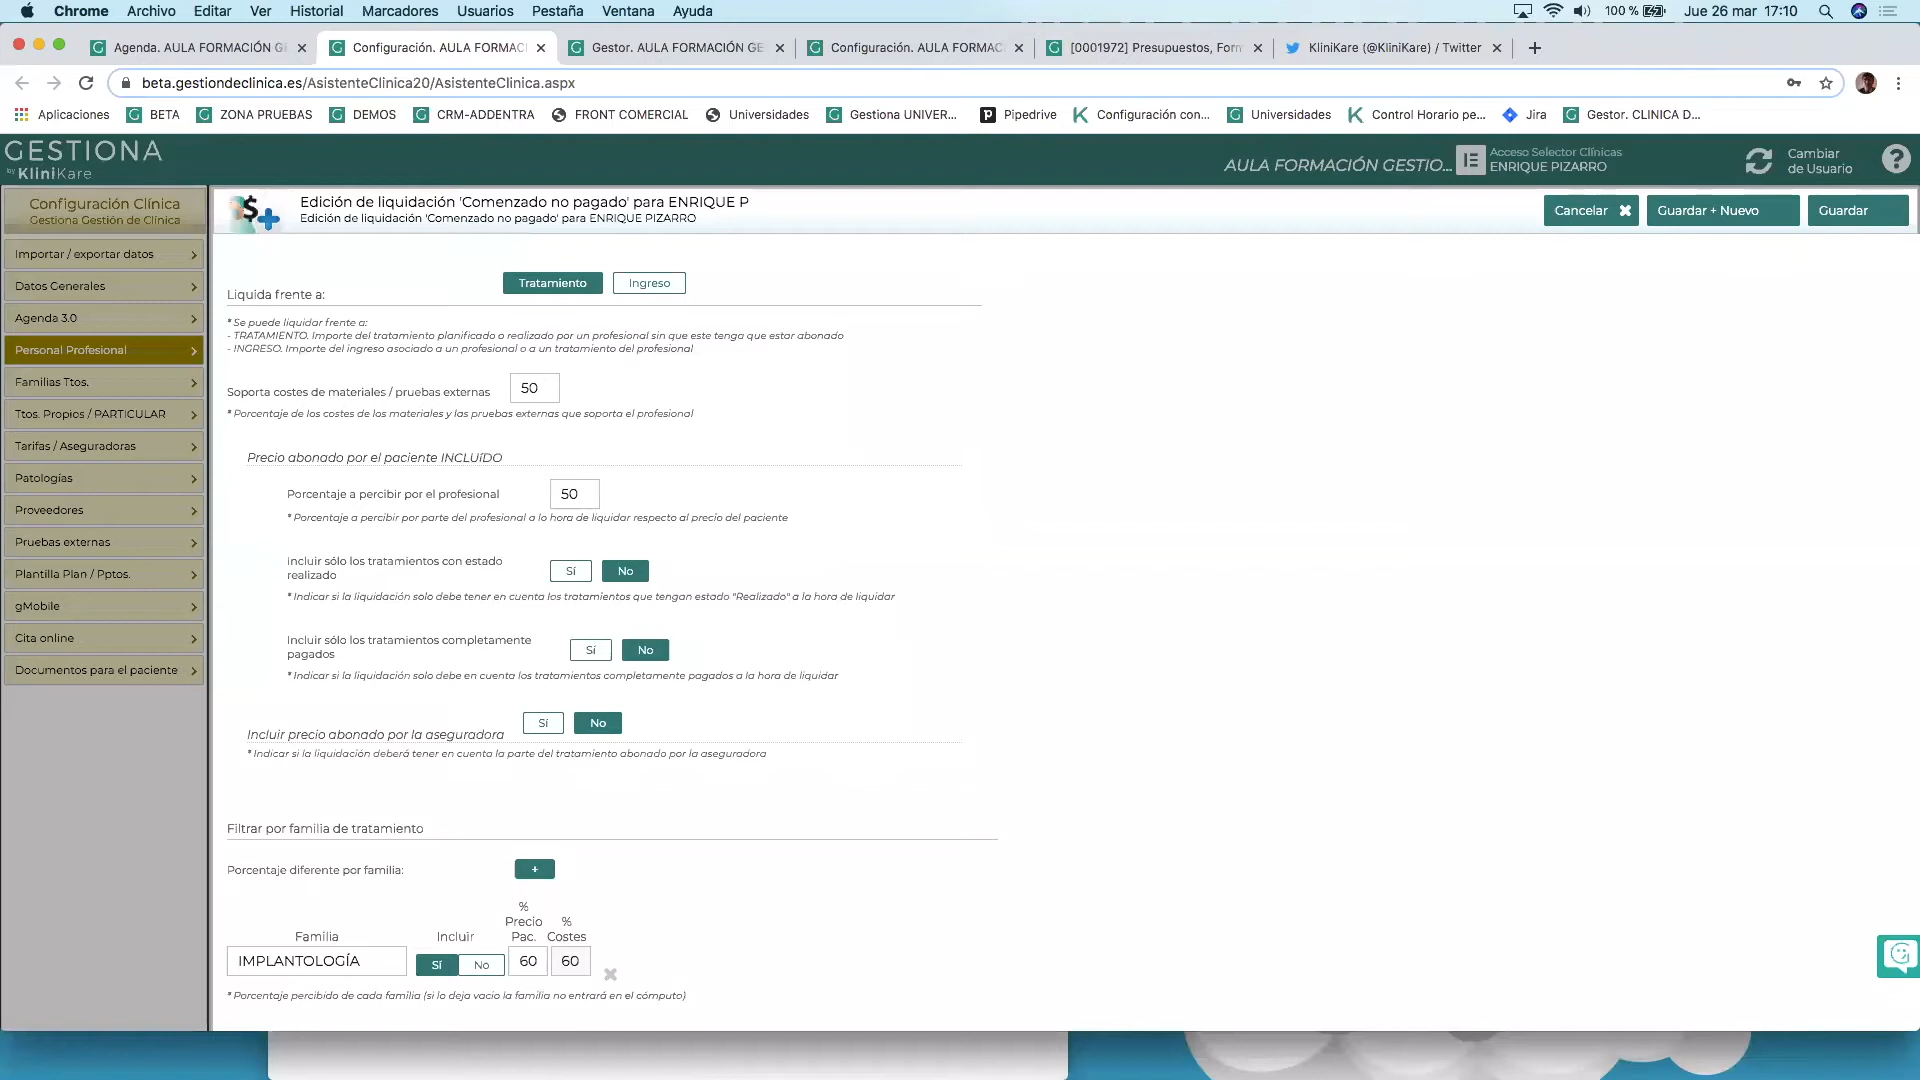 Chrome Archivo Editar Ver Historial Marcadores Usuarios Pestaña Ventana Ayuda 100 % Jue 26 mar 17:10
Agenda. AULA FORMACIÓN G Configuración. AULA FORMAC Gestor. AULA FORMACIÓN GE Configuración. AULA FORMAC [0001972] Presupuestos, Forn KliniKare (@KliniKare) / Twitter
beta.gestiondeclinica.es/AsistenteClinica20/AsistenteClinica.aspx
Aplicaciones BETA ZONA PRUEBAS DEMOS CRM-ADDENTRA FRONT COMERCIAL Universidades Gestiona UNIVER... Pipedrive Configuración con... Universidades Control Horario pe... Jira Gestor. CLINICA D...
GESTIONA
by KliniKare
AULA FORMACIÓN GESTIO...
Acceso Selector Clínicas
ENRIQUE PIZARRO
Cambiar
de Usuario
?
Configuración Clínica
Gestiona Gestión de Clínica
Importar / exportar datos
Datos Generales
Agenda 3.0
Personal Profesional
Familias Ttos.
Ttos. Propios / PARTICULAR
Tarifas / Aseguradoras
Patologías
Proveedores
Pruebas externas
Plantilla Plan / Pptos.
gMobile
Cita online
Documentos para el paciente
Edición de liquidación 'Comenzado no pagado' para ENRIQUE P
Edición de liquidación 'Comenzado no pagado' para ENRIQUE PIZARRO
Cancelar Guardar + Nuevo Guardar
Liquida frente a: Tratamiento Ingreso
* Se puede liquidar frente a:
- TRATAMIENTO. Importe del tratamiento planificado o realizado por un profesional sin que este tenga que estar abonado
- INGRESO. Importe del ingreso asociado a un profesional o a un tratamiento del profesional
Soporta costes de materiales / pruebas externas 50
* Porcentaje de los costes de los materiales y las pruebas externas que soporta el profesional
Precio abonado por el paciente INCLUíDO
Porcentaje a percibir por el profesional 50
* Porcentaje a percibir por parte del profesional a lo hora de liquidar respecto al precio del paciente
Incluir sólo los tratamientos con estado
realizado Sí No
* Indicar si la liquidación solo debe tener en cuenta los tratamientos que tengan estado "Realizado" a la hora de liquidar
Incluir sólo los tratamientos completamente
pagados Sí No
* Indicar si la liquidación solo debe en cuenta los tratamientos completamente pagados a la hora de liquidar
Incluir precio abonado por la aseguradora Sí No
* Indicar si la liquidación deberá tener en cuenta la parte del tratamiento abonado por la aseguradora
Filtrar por familia de tratamiento
Porcentaje diferente por familia: +
%
Precio %
Familia Incluir Pac. Costes
IMPLANTOLOGÍA Sí No 60 60
* Porcentaje percibido de cada familia (si lo deja vacio la familia no entrará en el cómputo)